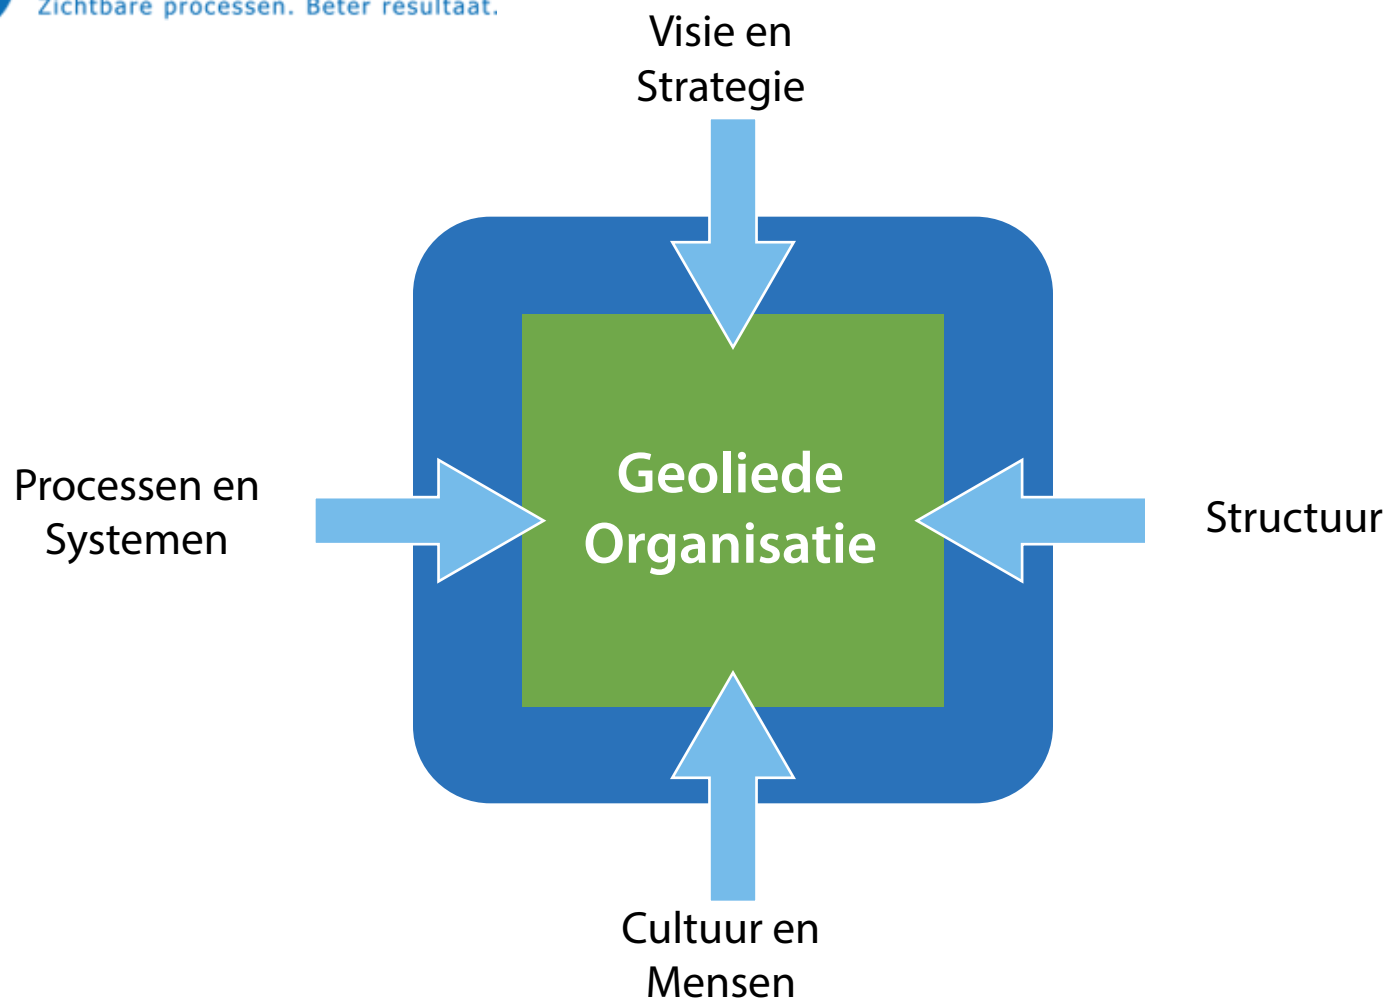 Zichtbare processen. Beter resultaat.
Visie en
Strategie
Processen en
Systemen
Geoliede
Organisatie
Structuur
Cultuur en
Mensen